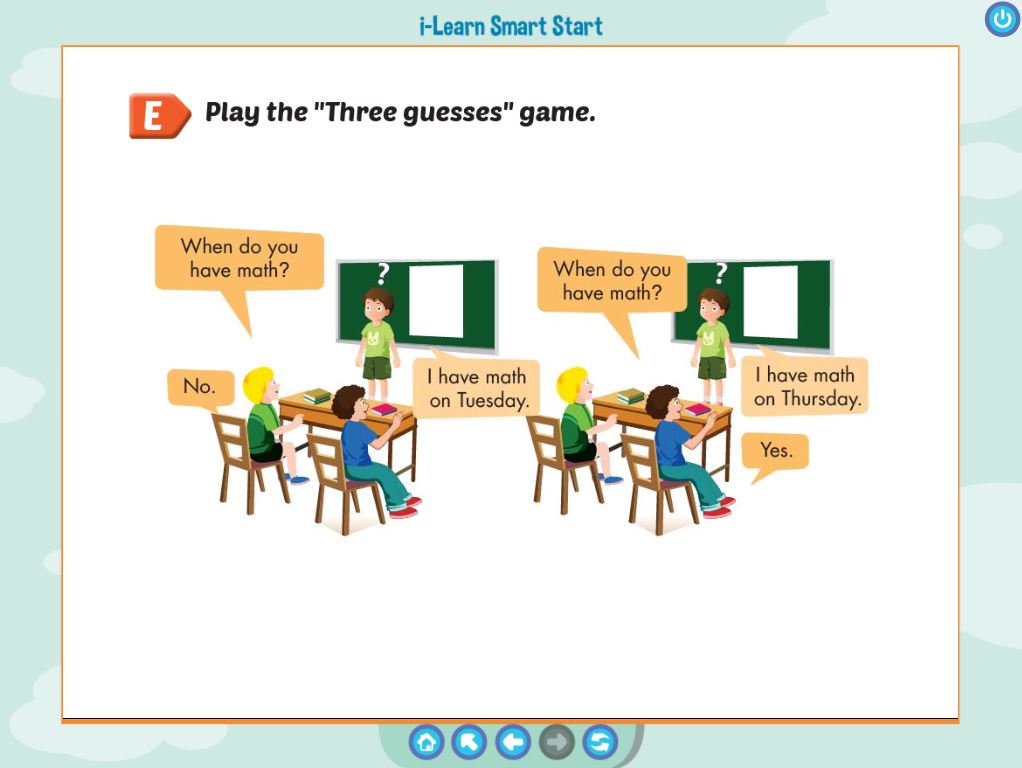 i-Learn Smart Start
E
Play the "Three guesses" game.
When do you
have math?
No.
?
I have math
on Tuesday.
When do you
have math?
?
I have math
on Thursday.
Yes.